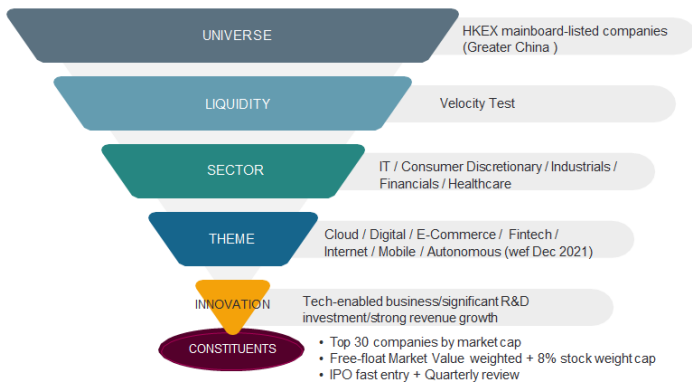 UNIVERSE
HKEX mainboard-listed companies
(Greater China )
LIQUIDITY
Velocity Test
SECTOR
IT / Consumer Discretionary / Industrials /
Financials / Healthcare
THEME
Cloud / Digital / E-Commerce / Fintech /
Internet / Mobile / Autonomous (wef Dec 2021)
INNOVATION
Tech-enabled business/significant R&D
investment/strong revenue growth
CONSTITUENTS
• Top 30 companies by market cap
• Free-float Market Value weighted + 8% stock weight cap
• IPO fast entry + Quarterly review